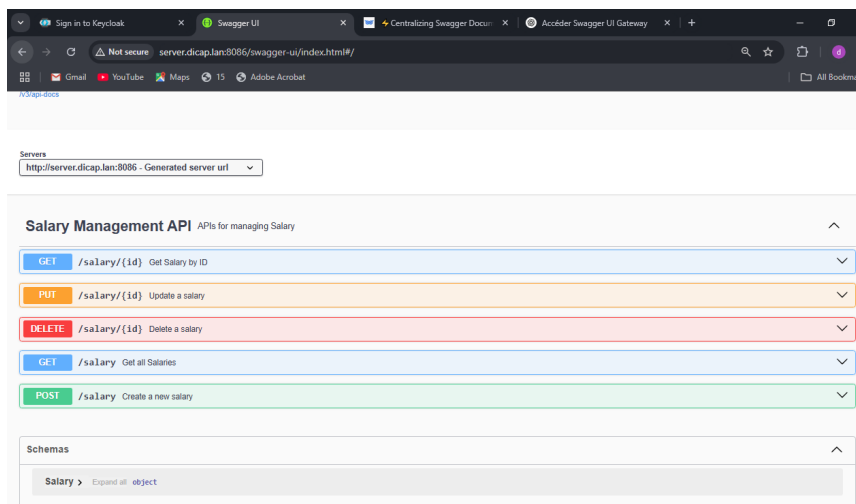 Sign in to Keycloak
Swagger UI
Centralizing Swagger Docum
Accéder Swagger UI Gateway
Not secure server.dicap.lan:8086/swagger-ui/index.html#/
Gmail YouTube Maps 15 Adobe Acrobat All Bookma
/v3/api-docs
Servers
http://server.dicap.lan:8086 - Generated server url
Salary Management API APIs for managing Salary
GET /salary/{id} Get Salary by ID
PUT /salary/{id} Update a salary
DELETE /salary/{id} Delete a salary
GET /salary Get all Salaries
POST /salary Create a new salary
Schemas
Salary Expand all object